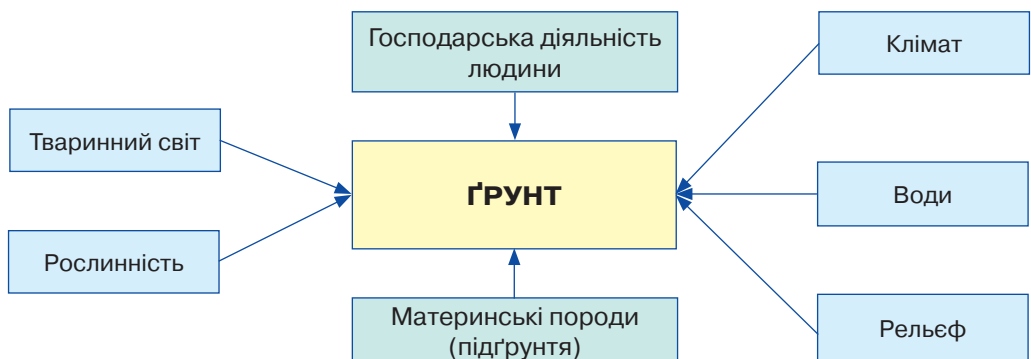 Господарська діяльність
людини
Клімат
Тваринний світ
ҐРУНТ
Води
Рослинність
Материнські породи
(підґрунтя)
Рельєф